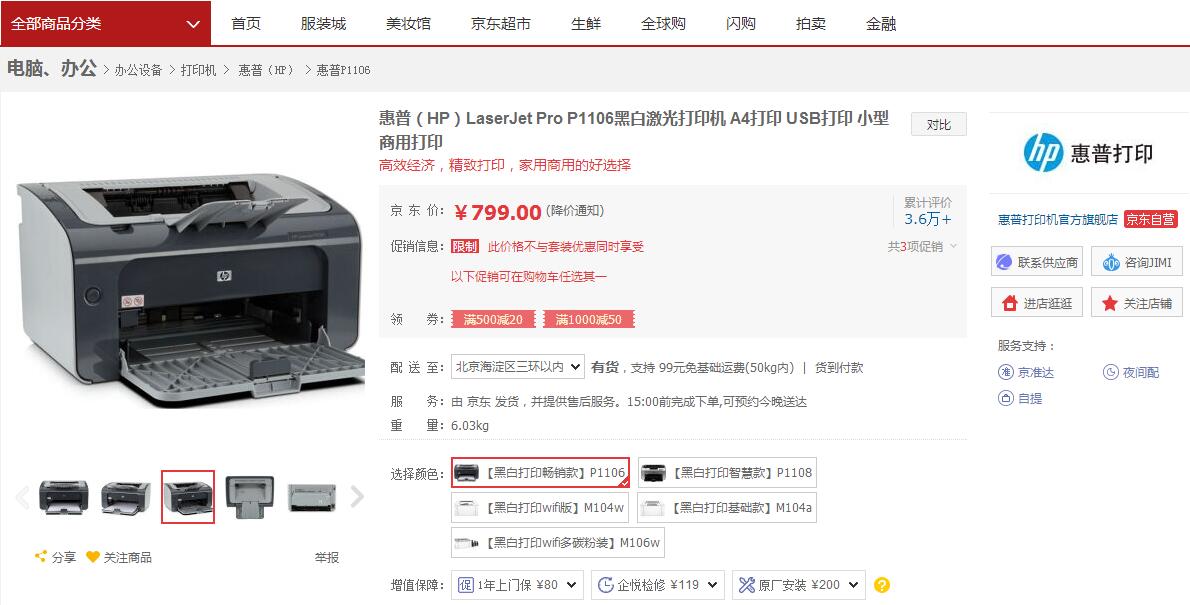 全部商品分类 首页 服装城 美妆馆 京东超市 生鲜 全球购 闪购 拍卖 金融
电脑、办公 > 办公设备 > 打印机 > 惠普（HP） > 惠普P1106
惠普（HP）LaserJet Pro P1106黑白激光打印机 A4打印 USB打印 小型
商用打印
对比
高效经济，精致打印，家用商用的好选择
京东价： ￥799.00 (降价通知)
累计评价
3.6万+
促销信息： 限制 此价格不与套装优惠同时享受
共3项促销
以下促销可在购物车任选其一
领券： 满500减20 满1000减50
配送至： 北京海淀区三环以内 有货，支持 99元免基础运费(50kg内) | 货到付款
服务： 由 京东 发货，并提供售后服务。15:00前完成下单,可预约今晚送达
重量： 6.03kg
选择颜色： 【黑白打印畅销款】P1106 【黑白打印智慧款】P1108
【黑白打印wifi版】M104w 【黑白打印基础款】M104a
【黑白打印wifi多碳粉装】M106w
增值保障： 促 1年上门保 ¥80 企悦检修 ¥119 原厂安装 ¥200 ?
hp
分享 关注商品 举报
hp 惠普打印
惠普打印机官方旗舰店 京东自营
联系供应商 咨询JIMI
进店逛逛 关注店铺
服务支持：
准 京准达 夜间配
自提